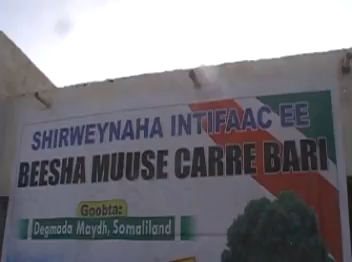 SHIRWEYNAHA INTIFAAC EE
BEESHA MUUSE CARRE BARI
Goobta:
Degmada Maydh, Somaliland